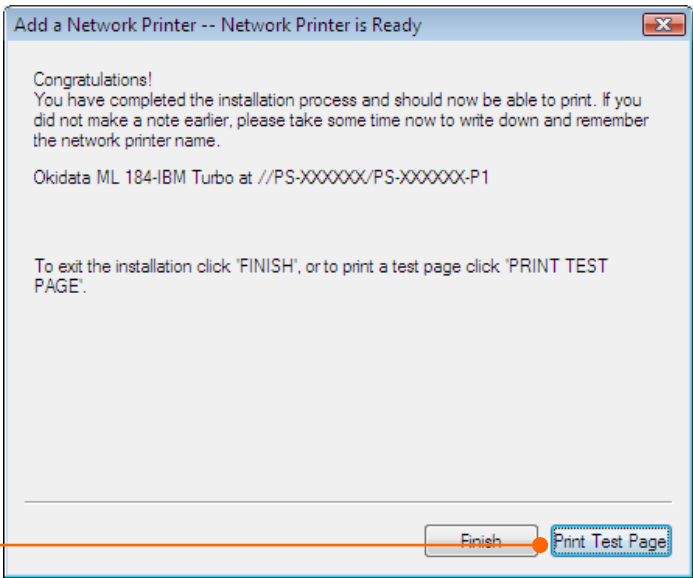 Add a Network Printer -- Network Printer is Ready
Congratulations!
You have completed the installation process and should now be able to print. If you
did not make a note earlier, please take some time now to write down and remember
the network printer name.
Okidata ML 184-IBM Turbo at //PS-XXXXXX/PS-XXXXXX-P1
To exit the installation click 'FINISH', or to print a test page click 'PRINT TEST
PAGE'.
Finish
Print Test Page